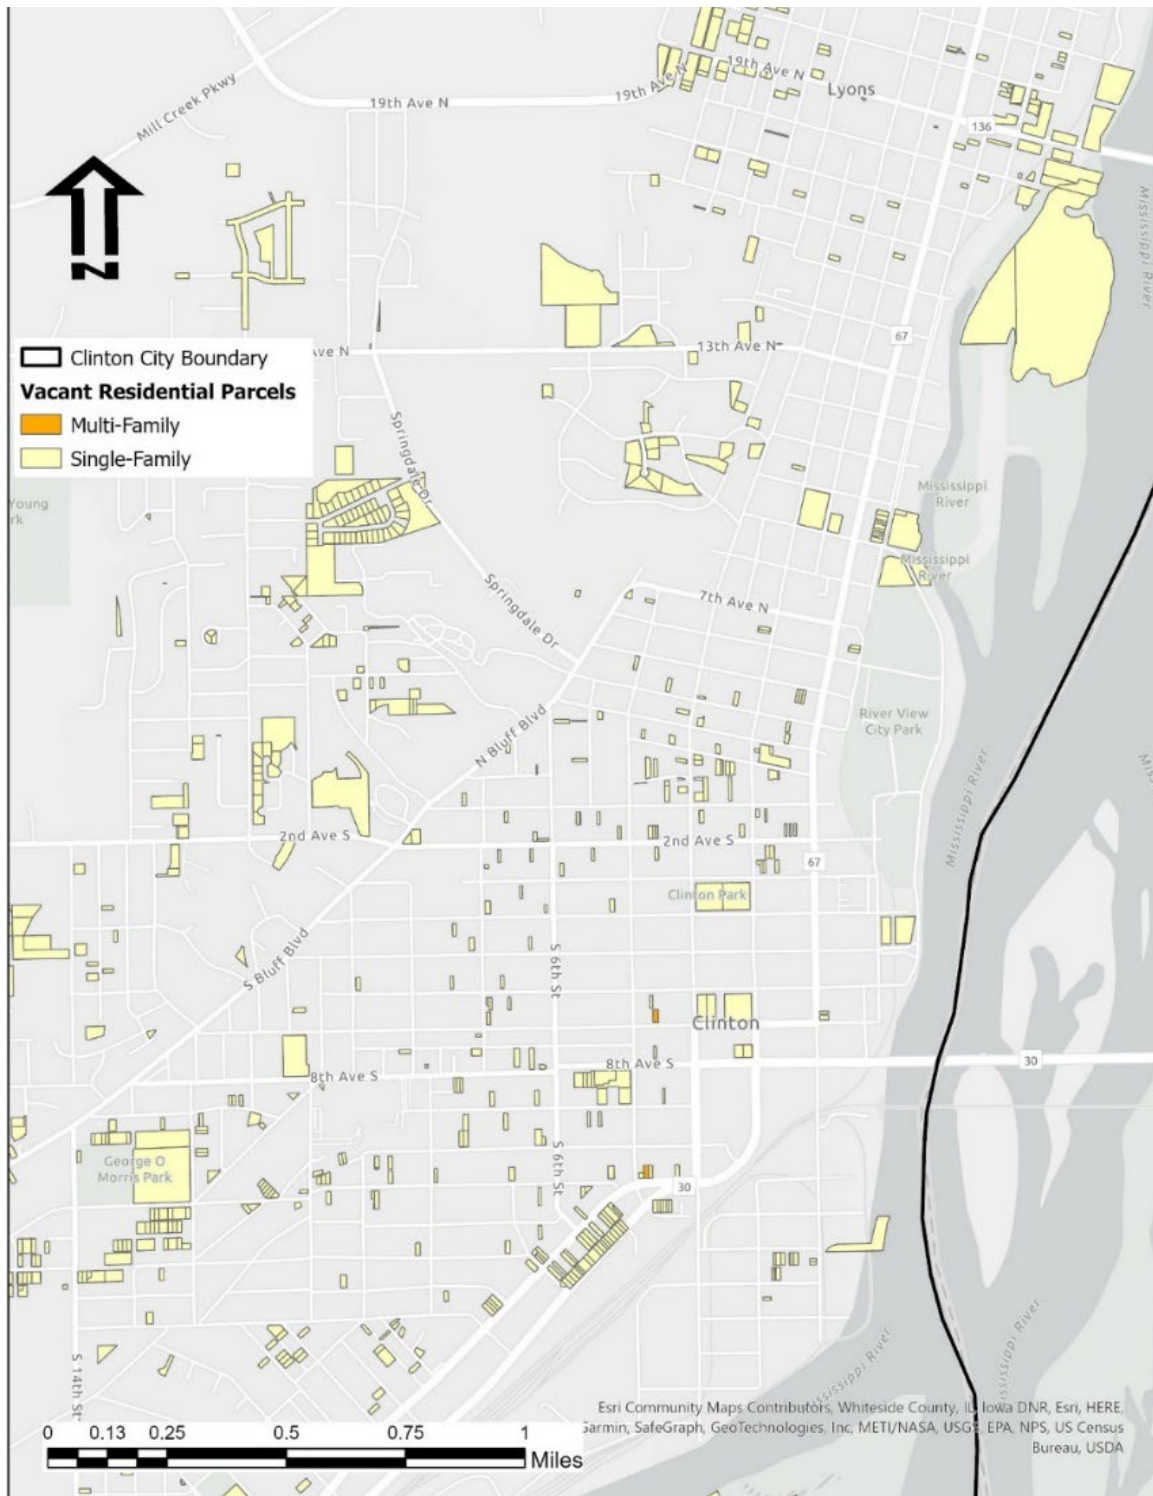 19th Ave N
Lyons
19th Ave N
19th Ave N
Mill Creek Pkwy
136
Mississippi River
N
67
Clinton City Boundary
Vacant Residential Parcels
Multi-Family
Single-Family
Ave N
13th Ave N
Springdale Dr
Mississippi
River
Young
rk
Mississippi
River
Springdale Dr
7th Ave N
River View
City Park
N Bluff Blvd
Mississippi River
2nd Ave S
2nd Ave S
67
Clinton Park
S 6th St
S Bluff Blvd
Clinton
30
8th Ave S
8th Ave S
George O
Morris Park
S 6th St
30
Mississippi River
S 14th St
Esri Community Maps Contributors, Whiteside County, IL, Iowa DNR, Esri, HERE,
Garmin, SafeGraph, GeoTechnologies, Inc, METI/NASA, USGS, EPA, NPS, US Census
Bureau, USDA
0 0.13 0.25 0.5 0.75 1
Miles